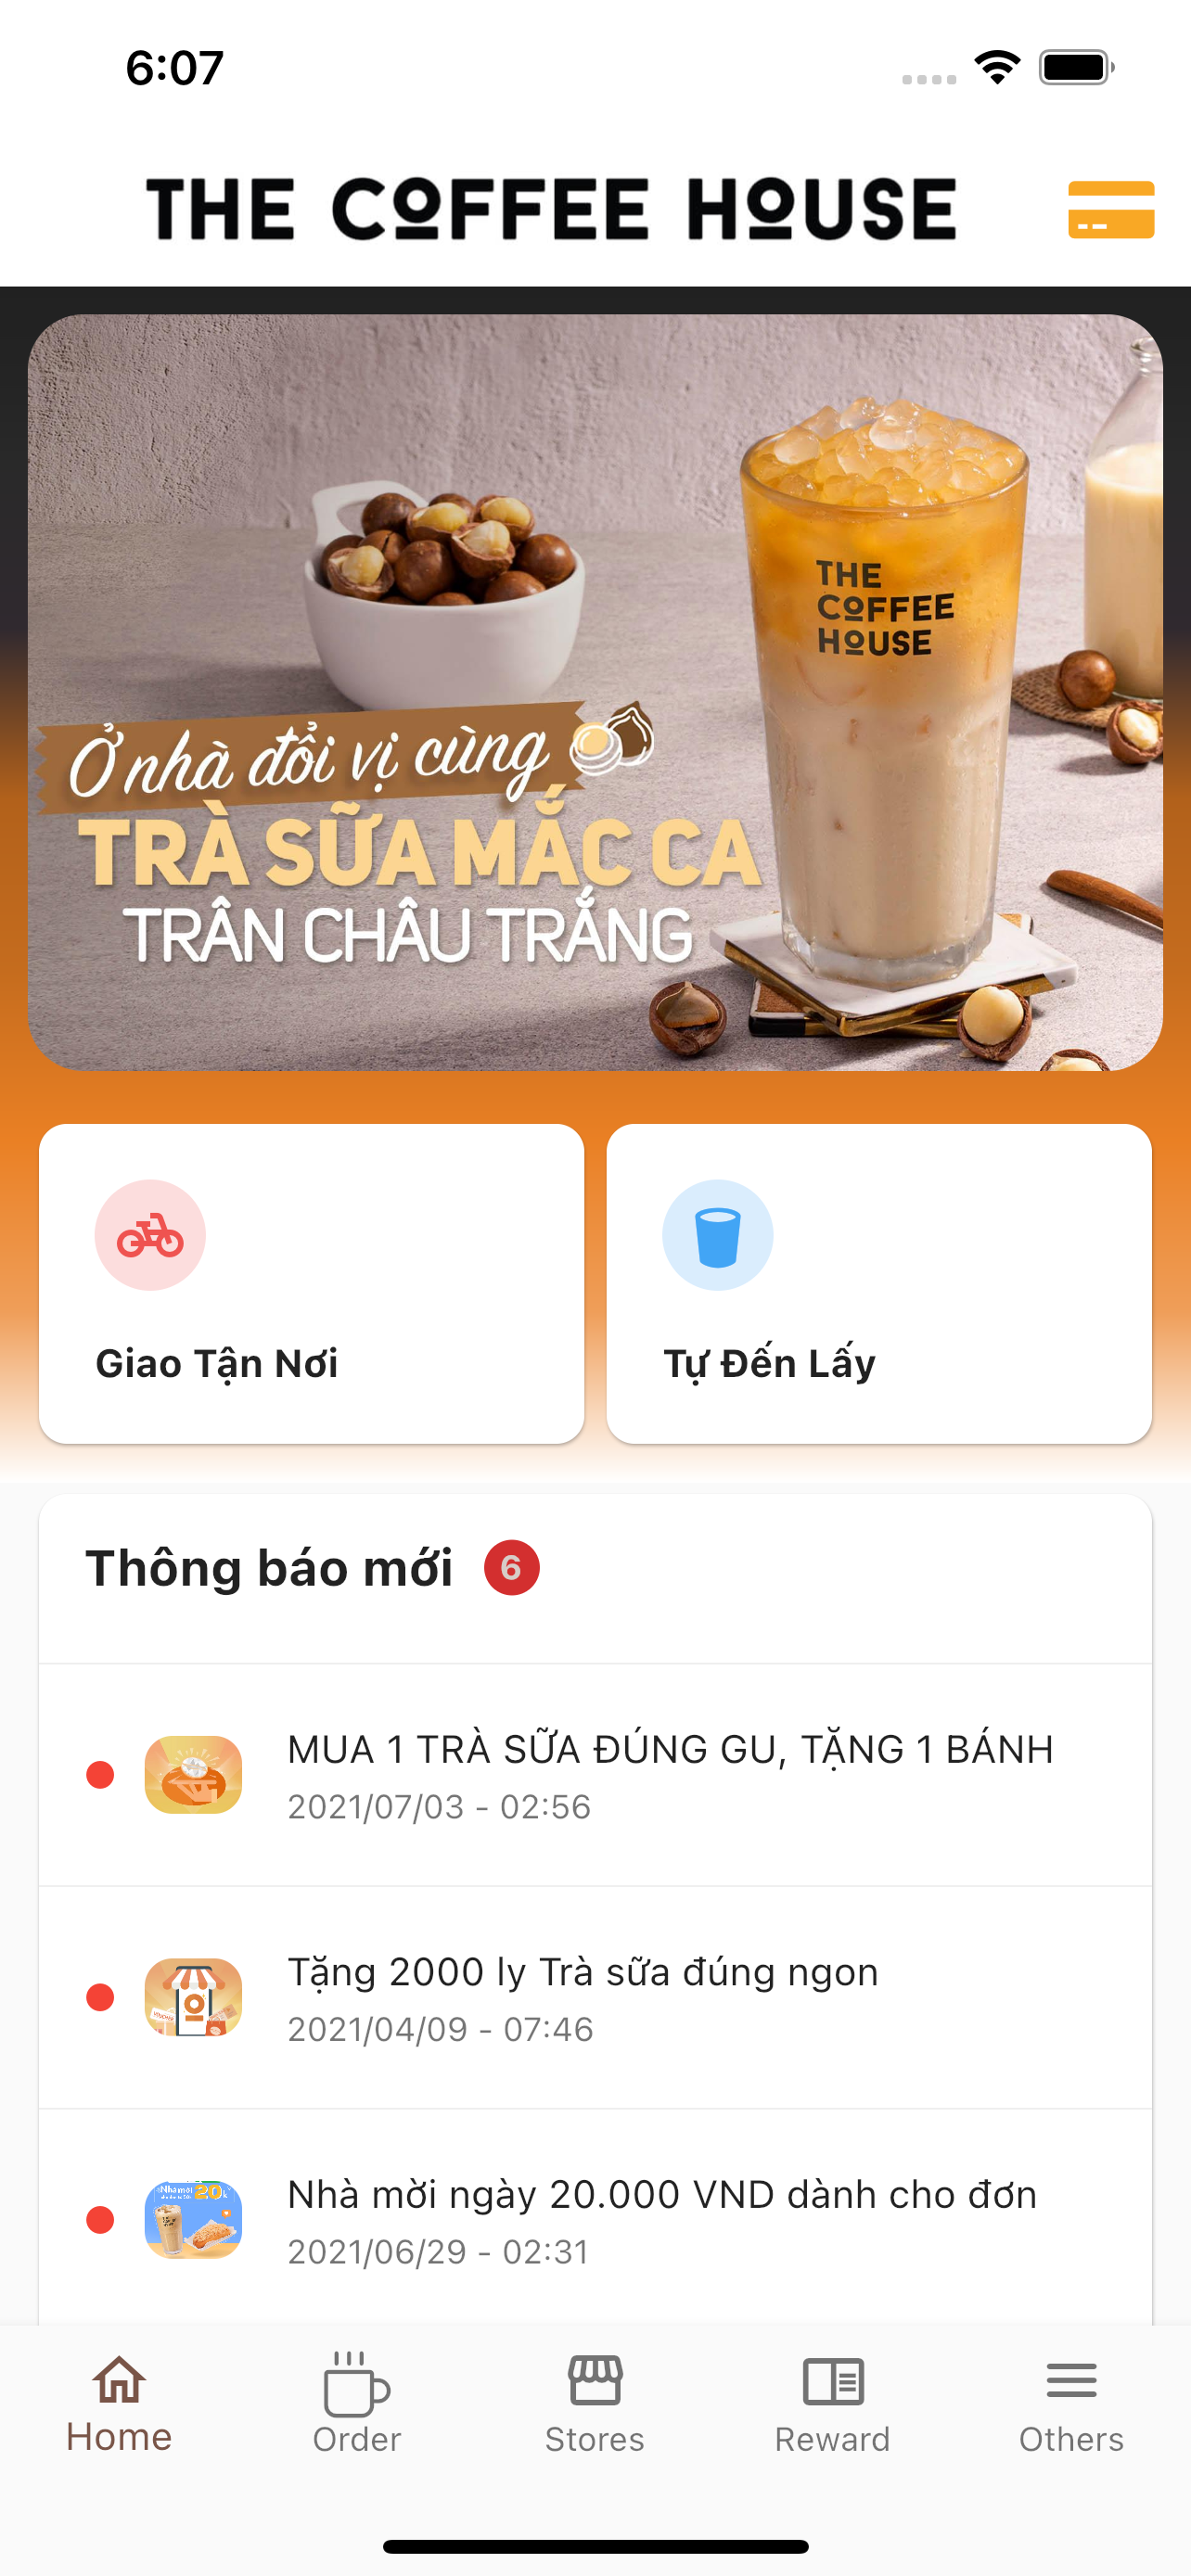 6:07
THE COFFEE HOUSE
THE
COFFEE
HOUSE
Ở nhà đổi vị cùng
TRÀ SỮA MẮC CA
TRÂN CHÂU TRẮNG
Giao Tận Nơi
Tự Đến Lấy
Thông báo mới 6
MUA 1 TRÀ SỮA ĐÚNG GU, TẶNG 1 BÁNH
2021/07/03 - 02:56
Tặng 2000 ly Trà sữa đúng ngon
2021/04/09 - 07:46
Nhà mời 20
Nhà mời ngày 20.000 VND dành cho đơn
2021/06/29 - 02:31
Home
Order
Stores
Reward
Others